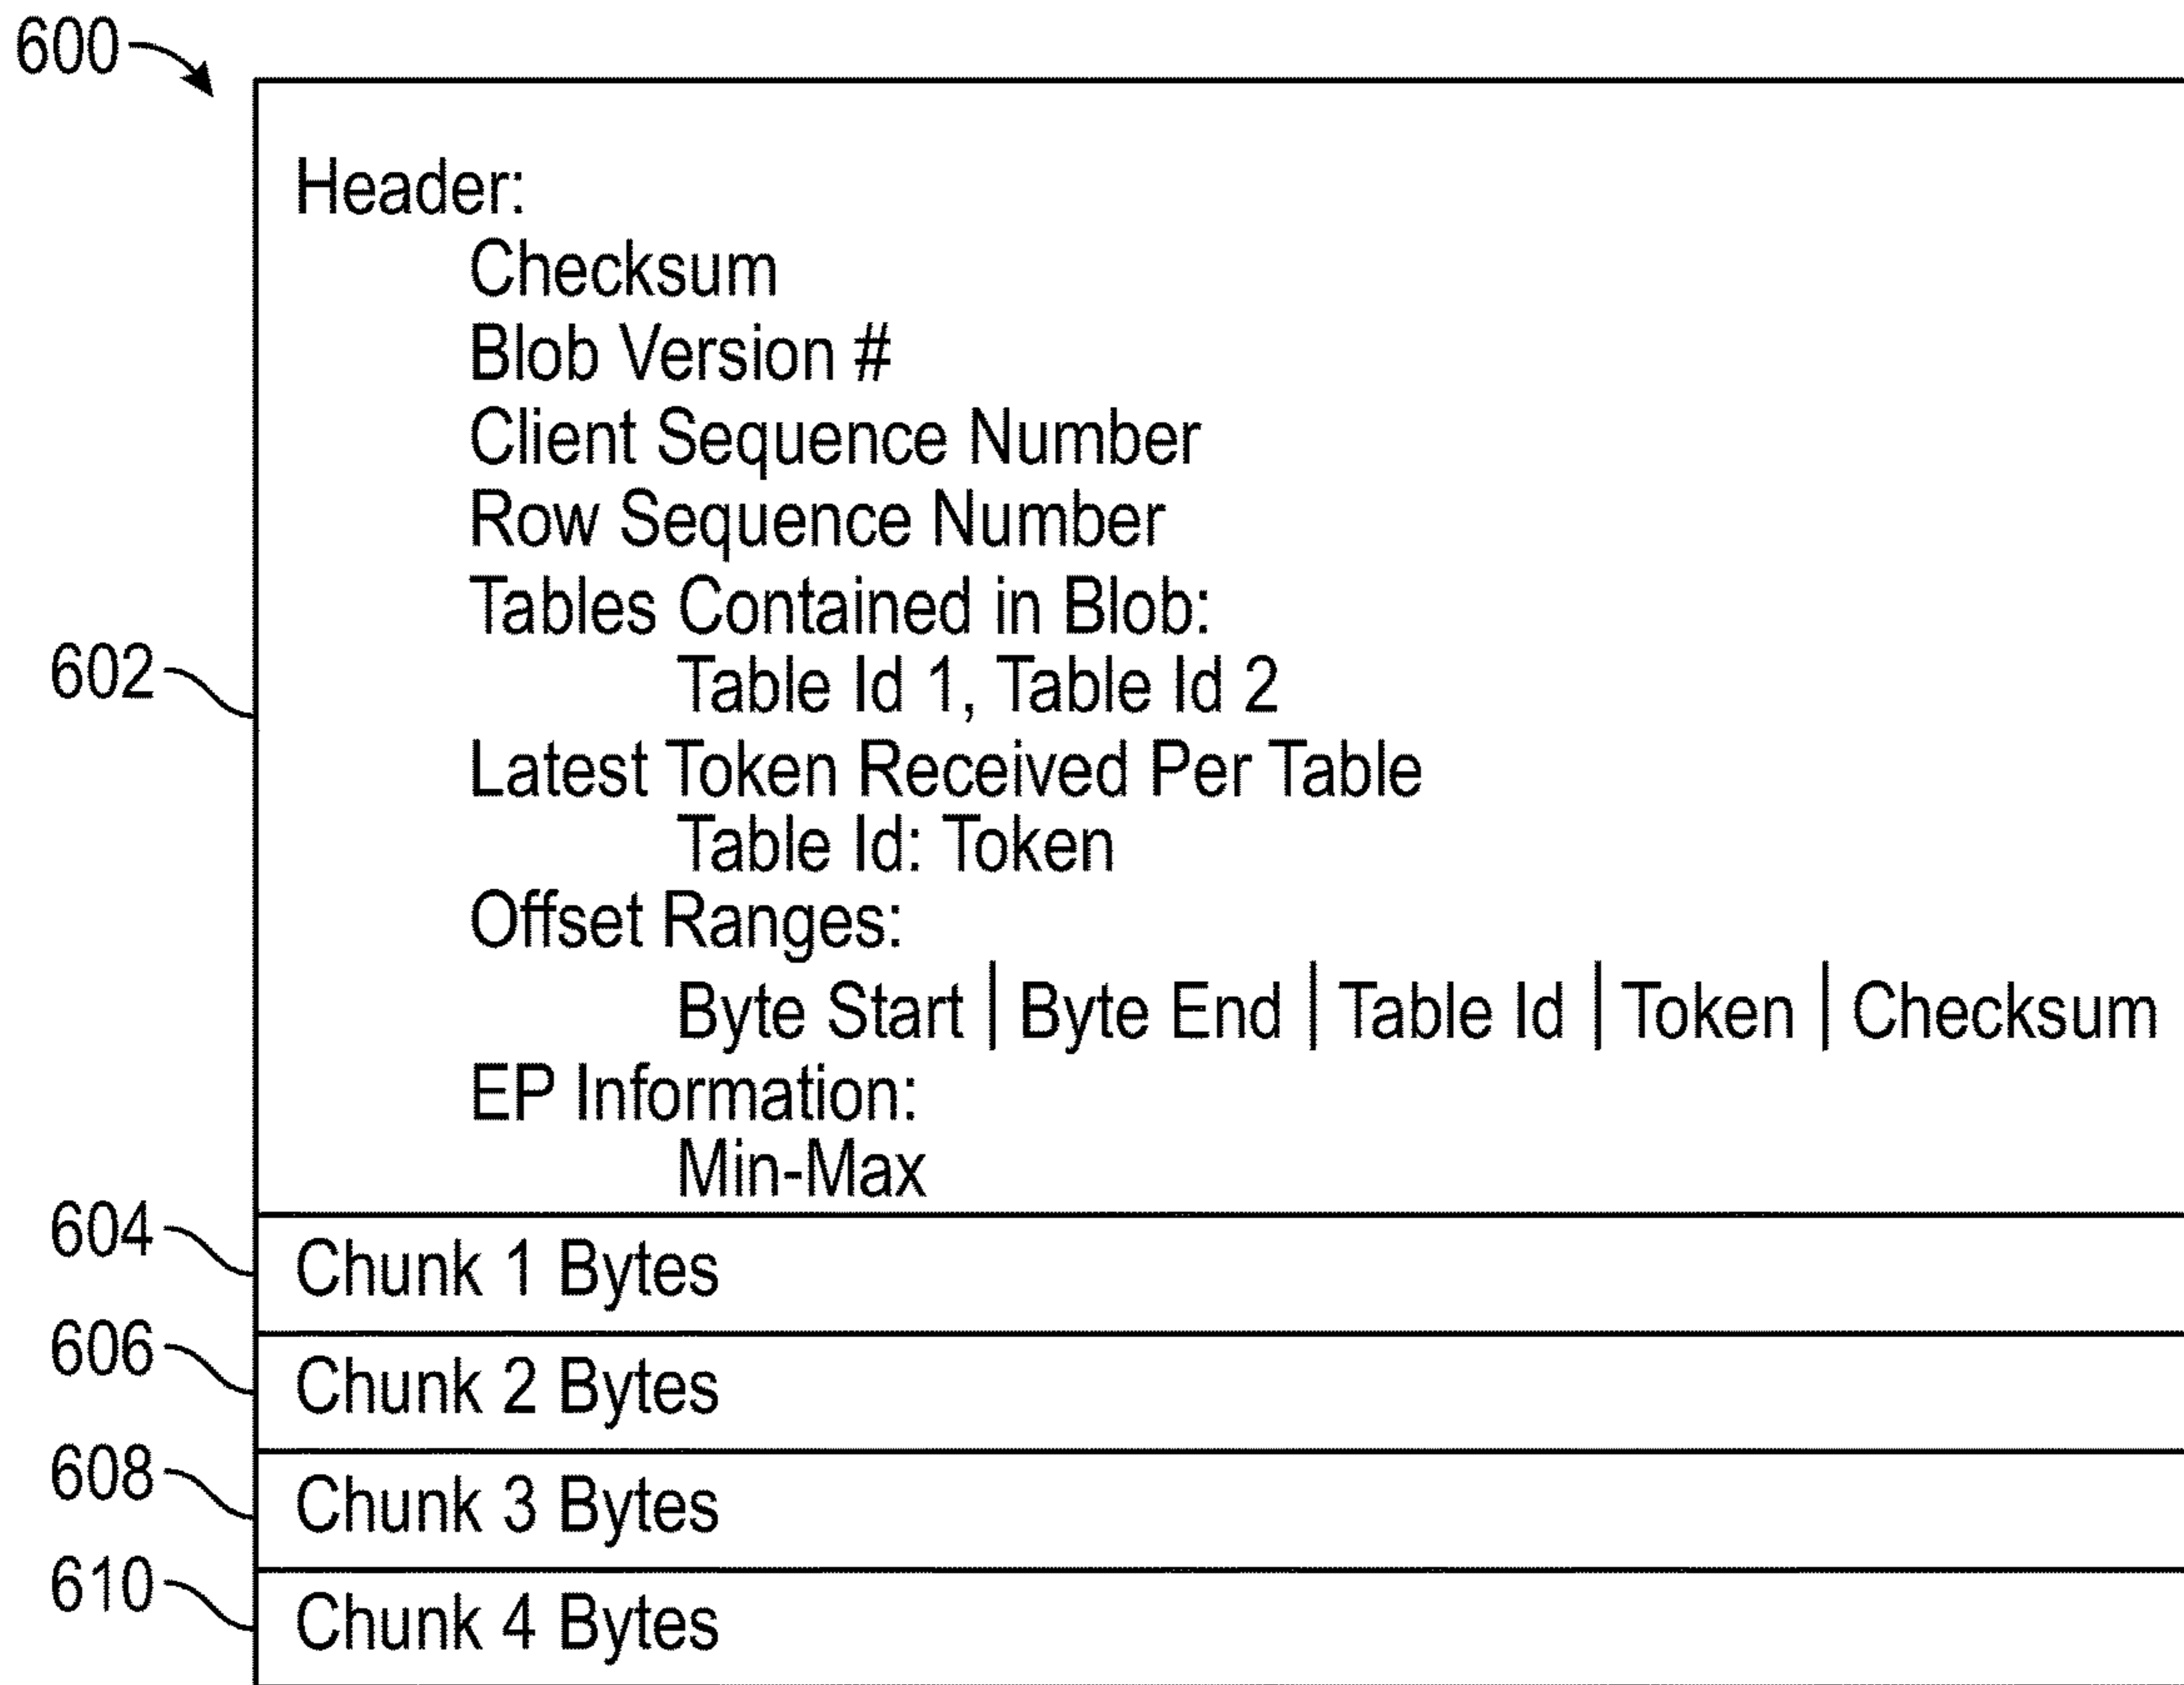 600
Header:
Checksum
Blob Version #
Client Sequence Number
Row Sequence Number
Tables Contained in Blob:
602
Table Id 1, Table Id 2
Latest Token Received Per Table
Table Id: Token
Offset Ranges:
Byte Start | Byte End | Table Id | Token | Checksum
EP Information:
Min-Max
604
Chunk 1 Bytes
606
Chunk 2 Bytes
608
Chunk 3 Bytes
610
Chunk 4 Bytes